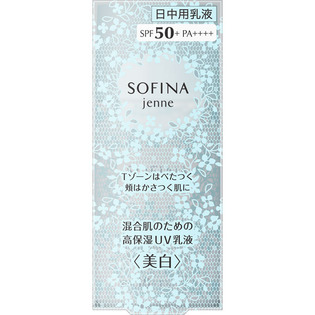 日中用乳液
SPF50+ PA++++
SOFINA
jenne
Tゾーンはべたつく
頬はかさつく肌に
混合肌のための
高保湿UV乳液
〈美白〉